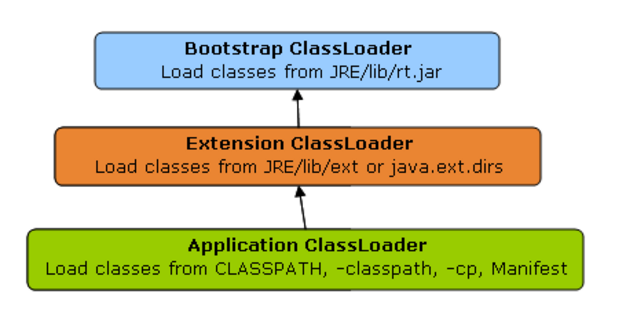 Bootstrap ClassLoader
Load classes from JRE/lib/rt.jar
Extension ClassLoader
Load classes from JRE/lib/ext or java.ext.dirs
Application ClassLoader
Load classes from CLASSPATH, -classpath, -cp, Manifest